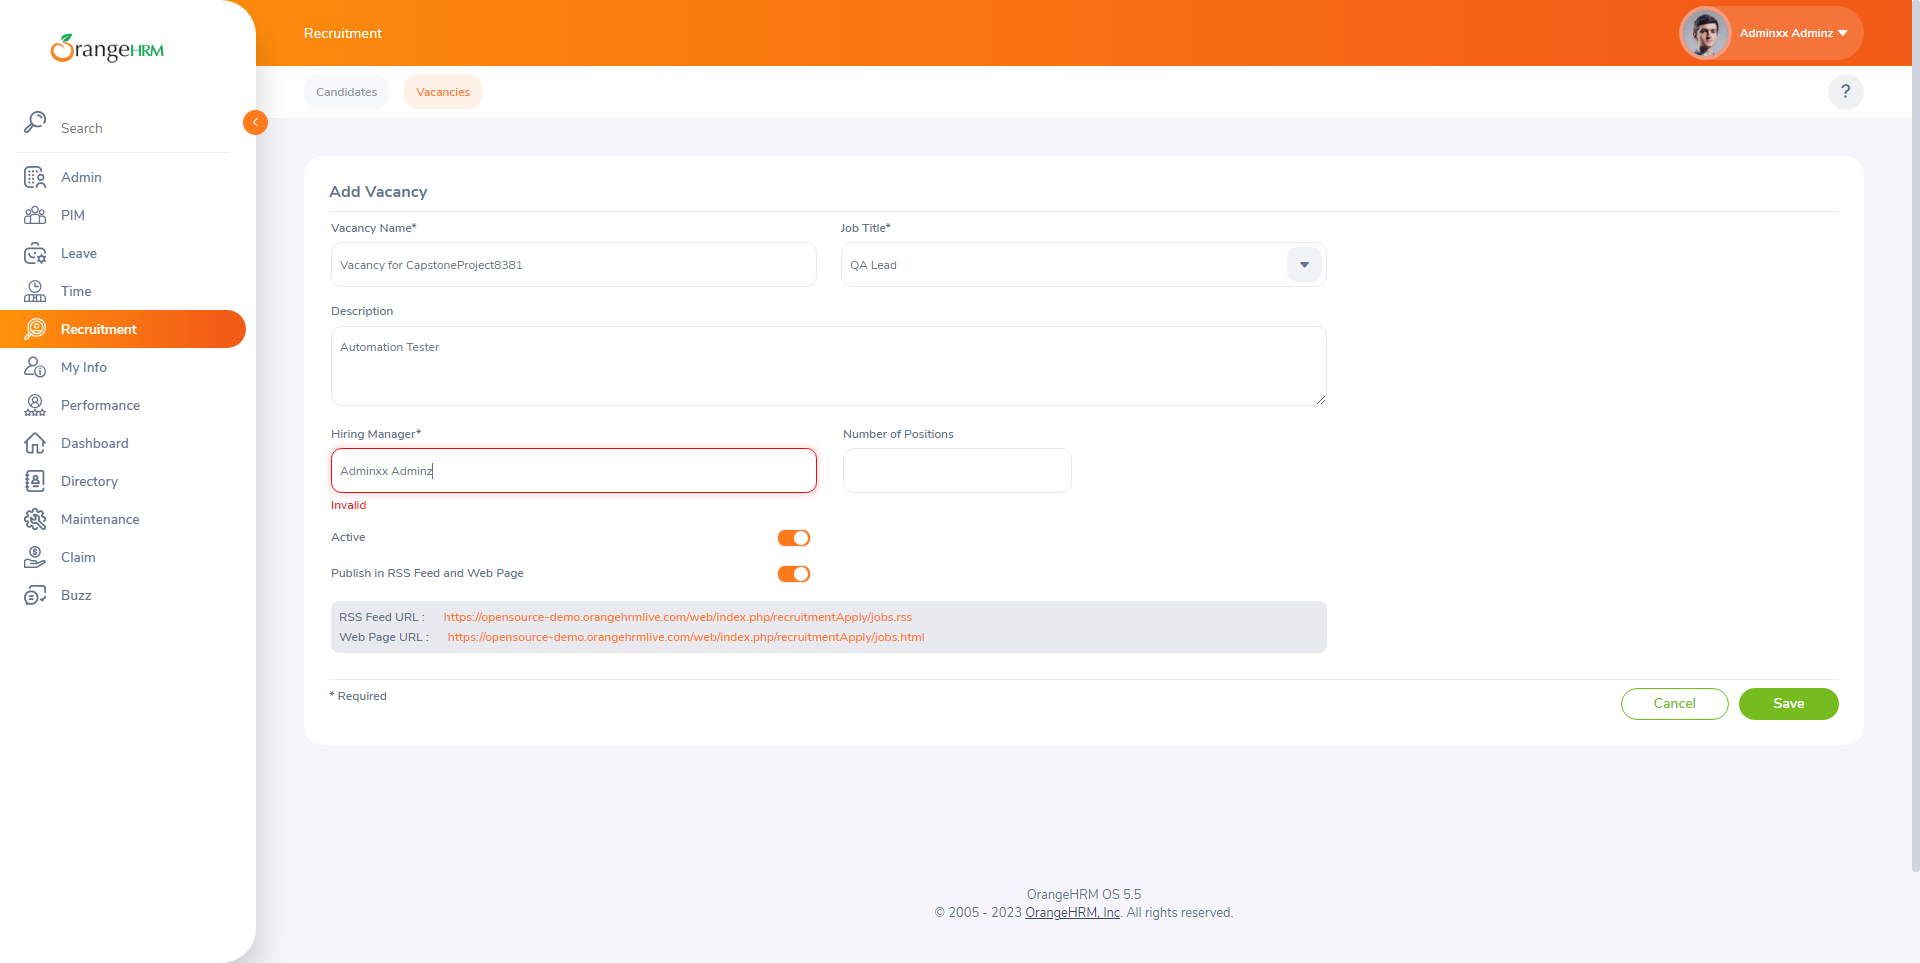 OrangeHRM
Search
Admin
PIM
Leave
Time
Recruitment
My Info
Performance
Dashboard
Directory
Maintenance
Claim
Buzz
Recruitment
Adminxx Adminz
Candidates
Vacancies
?
Add Vacancy
Vacancy Name*
Job Title*
Vacancy for CapstoneProject8381
QA Lead
Description
Automation Tester
Hiring Manager*
Number of Positions
Adminxx Adminz
Invalid
Active
Publish in RSS Feed and Web Page
RSS Feed URL : https://opensource-demo.orangehrmlive.com/web/index.php/recruitmentApply/jobs.rss
Web Page URL : https://opensource-demo.orangehrmlive.com/web/index.php/recruitmentApply/jobs.html
* Required
Cancel
Save
OrangeHRM OS 5.5
© 2005 - 2023 OrangeHRM, Inc. All rights reserved.